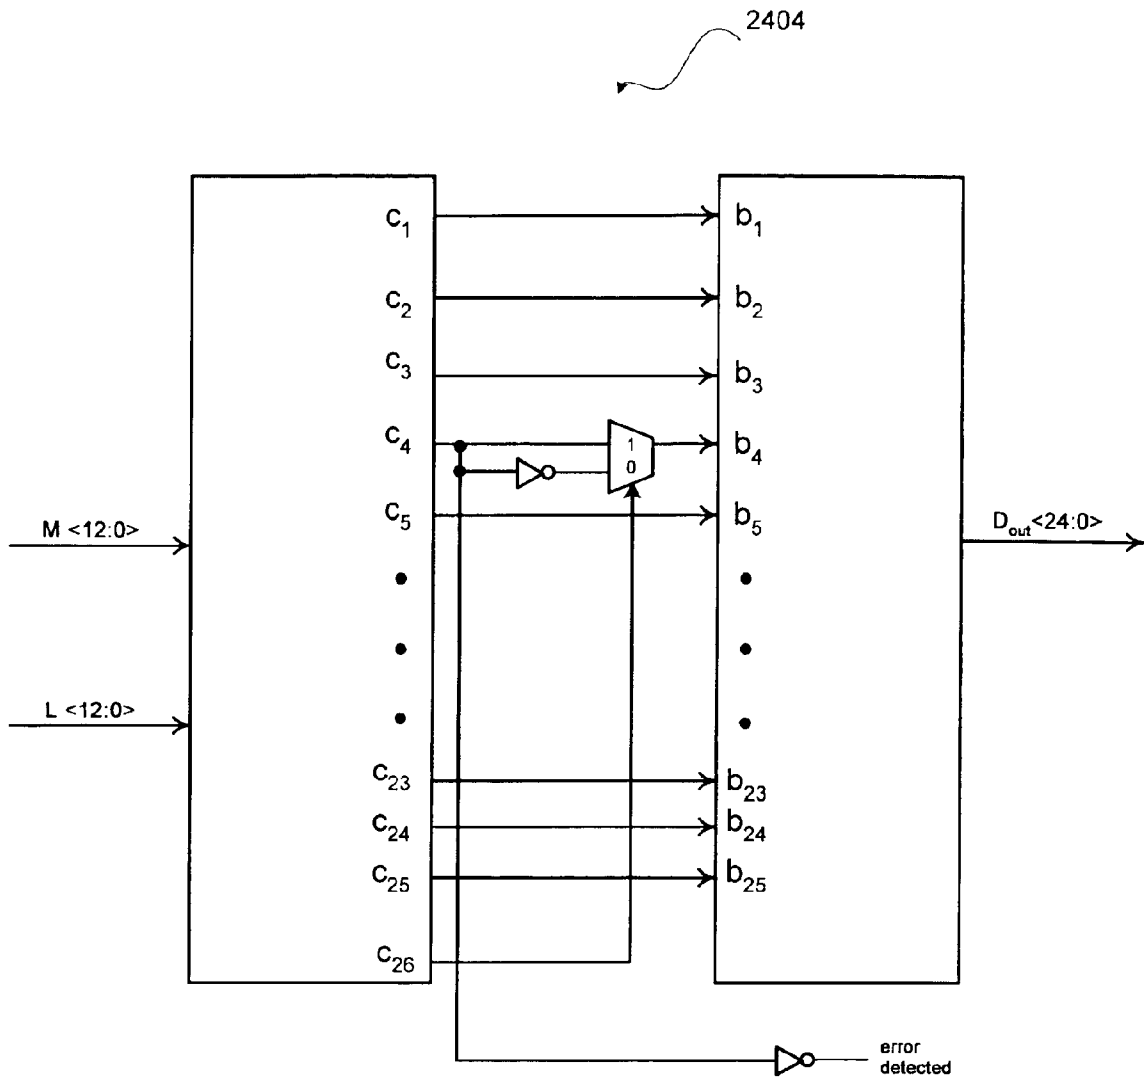 2404
c1 b1
c2 b2
c3 b3
c4 1 b4
0
c5 b5
M <12:0>
Dout<24:0>
L <12:0>
c23 b23
c24 b24
c25 b25
c26
error
detected